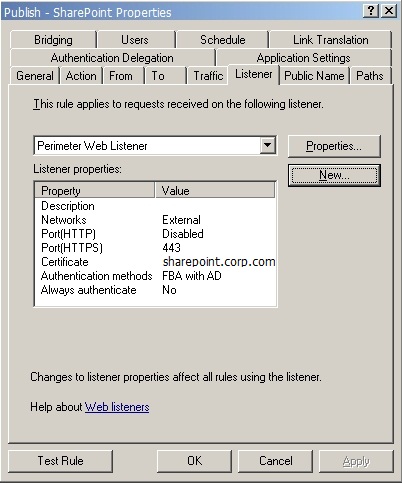 Publish - SharePoint Properties
Bridging Users Schedule Link Translation
Authentication Delegation Application Settings
General Action From To Traffic Listener Public Name Paths
This rule applies to requests received on the following listener.
Perimeter Web Listener Properties...
Listener properties: New...
Property Value
Description
Networks External
Port(HTTP) Disabled
Port(HTTPS) 443
Certificate sharepoint.corp.com
Authentication methods FBA with AD
Always authenticate No
Changes to listener properties affect all rules using the listener.
Help about Web listeners
Test Rule OK Cancel Apply